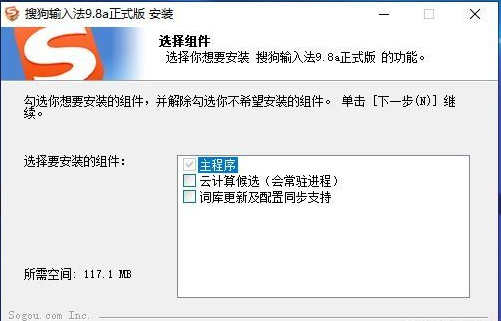 搜狗输入法9.8a正式版 安装
选择组件
选择你想要安装 搜狗输入法9.8a正式版 的功能。
勾选你想要安装的组件，并解除勾选你不希望安装的组件。 单击 [下一步(N)] 继
续。
选择要安装的组件:
主程序
云计算候选（会常驻进程）
词库更新及配置同步支持
所需空间: 117.1 MB
Sogou.com Inc.